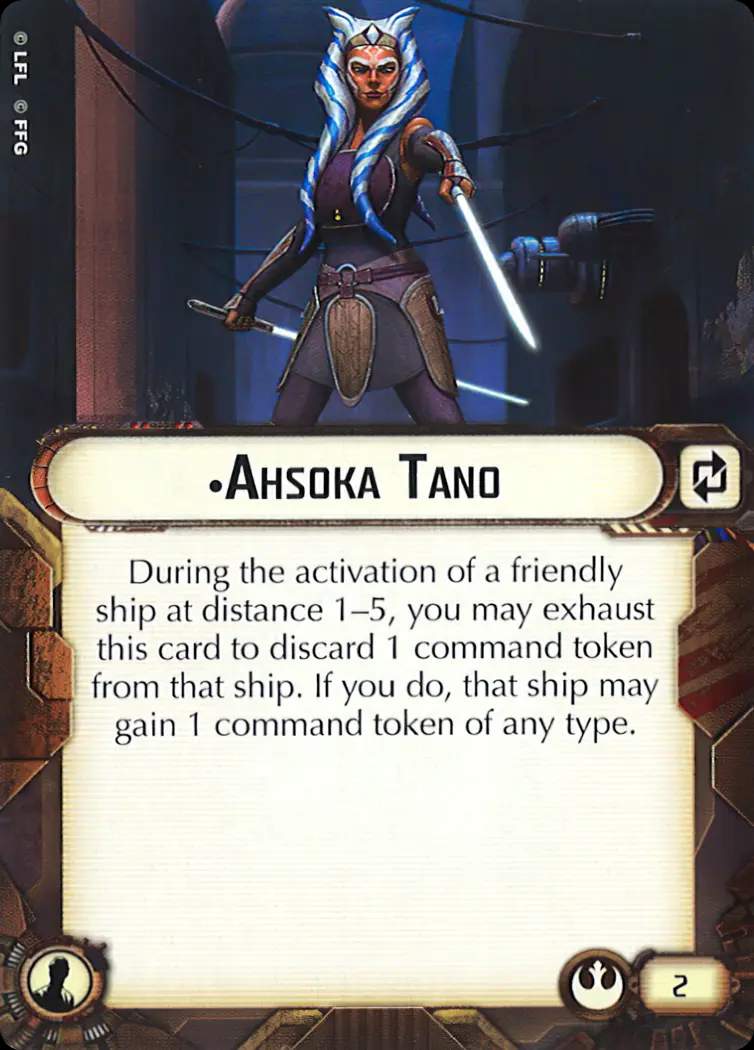 © LFL © FFG
•Ahsoka Tano
During the activation of a friendly
ship at distance 1–5, you may exhaust
this card to discard 1 command token
from that ship. If you do, that ship may
gain 1 command token of any type.
2